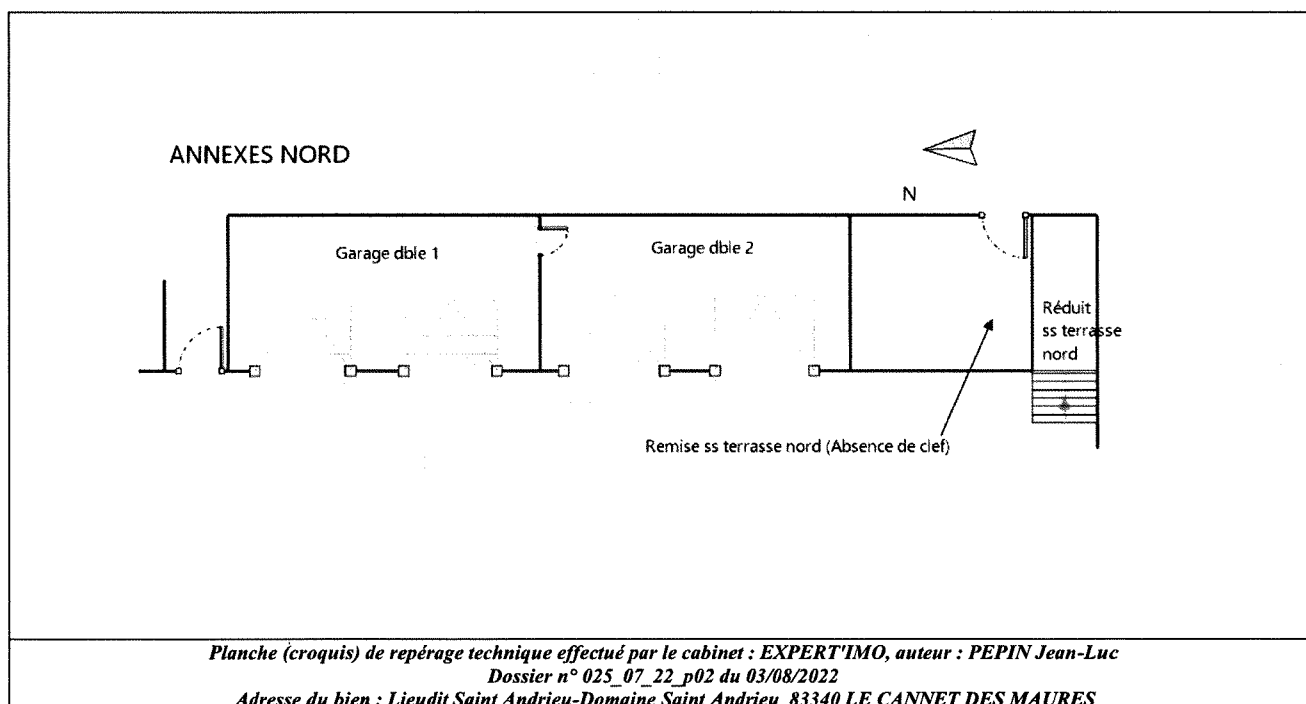 ANNEXES NORD
N
Garage dble 1
Garage dble 2
Réduit
ss terrasse
nord
Remise ss terrasse nord (Absence de clef)
Planche (croquis) de repérage technique effectué par le cabinet : EXPERT'IMO, auteur : PEPIN Jean-Luc
Dossier n° 025_07_22_p02 du 03/08/2022
Adresse du bien : Lieudit Saint Andrieu-Domaine Saint Andrieu 83340 LE CANNET DES MAURES